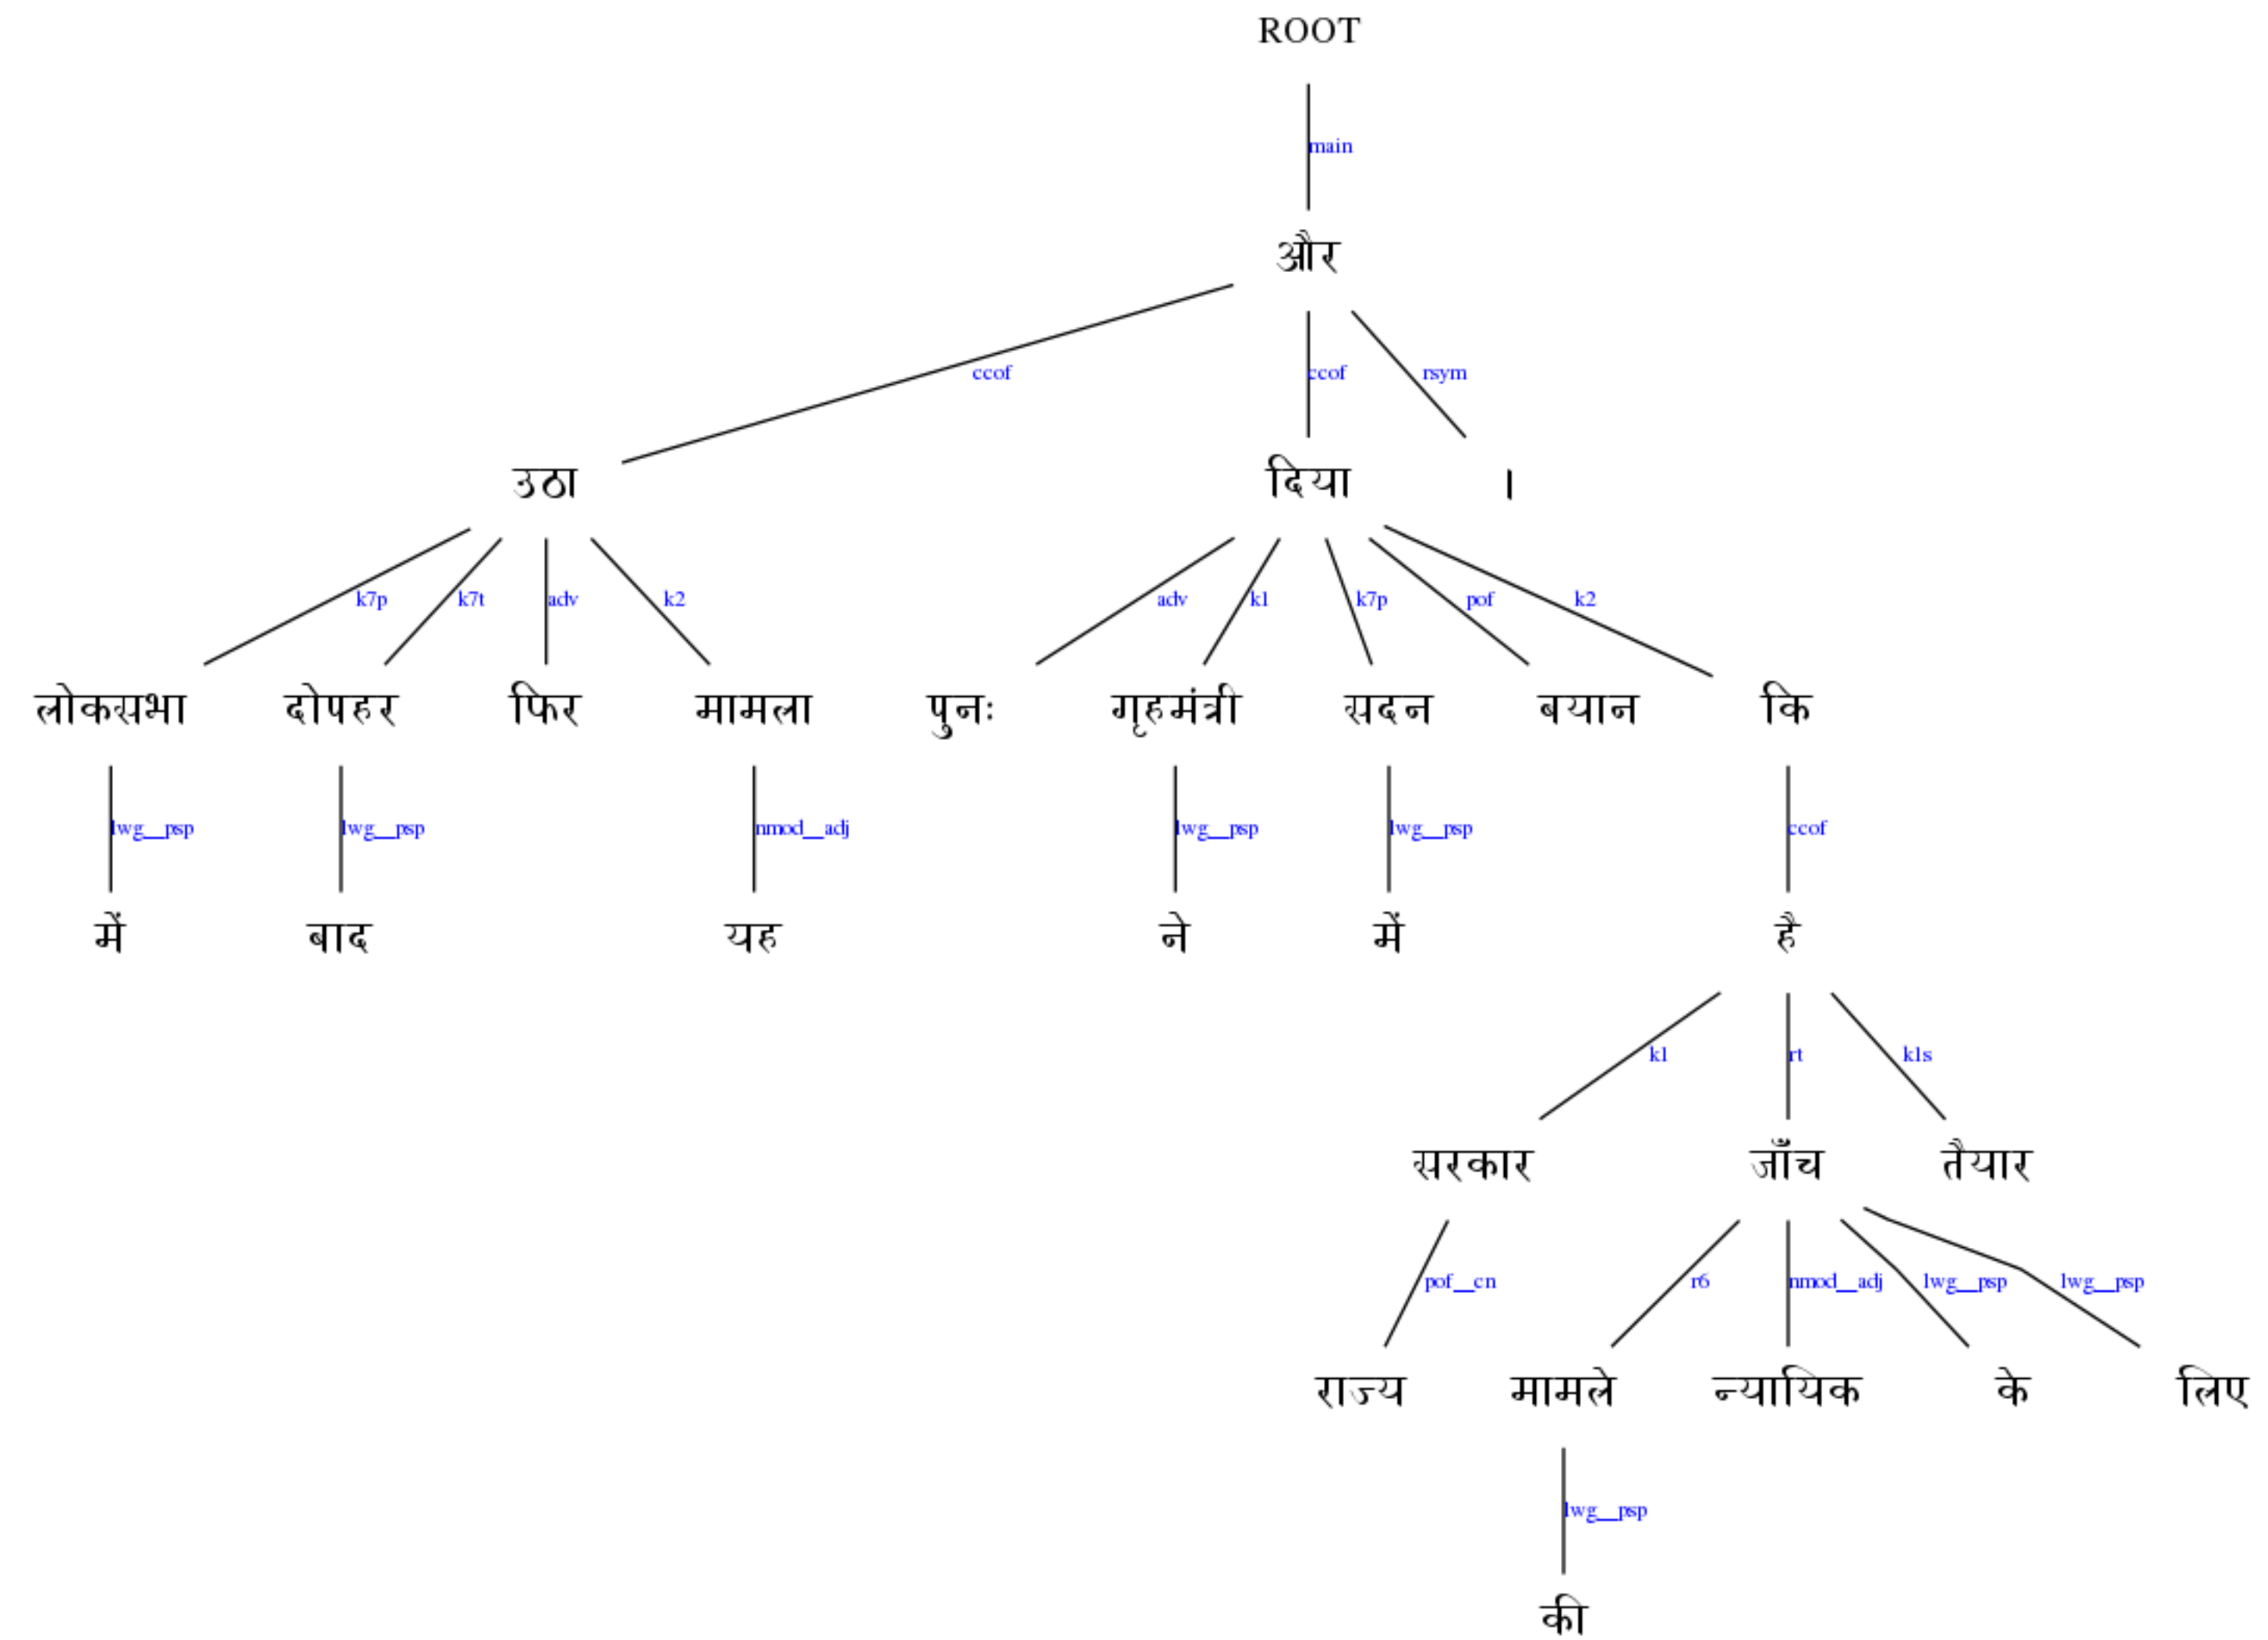 ROOT
main
और
ccof ccof rsym
उठा दिया ।
k7p k7t adv k2 adv k1 k7p pof k2
लोकसभा दोपहर फिर मामला पुनः गृहमंत्री सदन बयान कि
lwg__psp lwg__psp nmod__adj lwg__psp lwg__psp ccof
में बाद यह ने में है
k1 rt k1s
सरकार जाँच तैयार
pof__cn r6 nmod__adj lwg__psp lwg__psp
राज्य मामले न्यायिक के लिए
lwg__psp
की